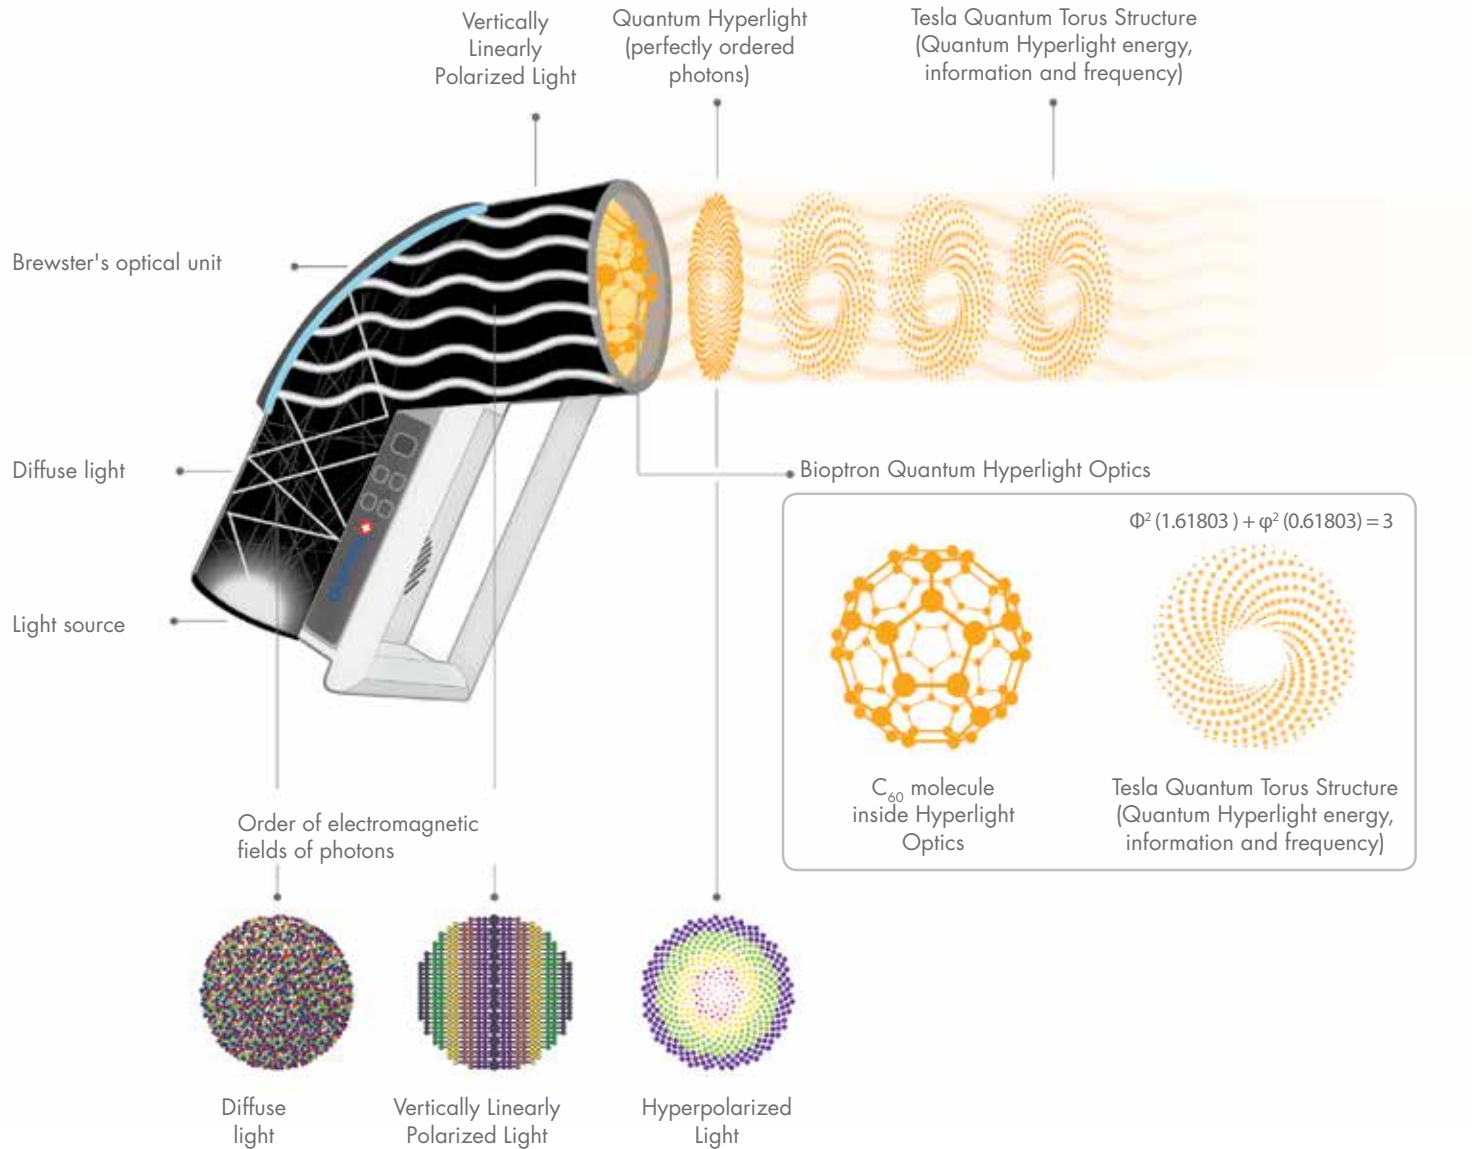 Vertically
Linearly
Polarized Light
Quantum Hyperlight
(perfectly ordered
photons)
Tesla Quantum Torus Structure
(Quantum Hyperlight energy,
information and frequency)
Brewster's optical unit
Diffuse light
Light source
Bioptron Quantum Hyperlight Optics
Φ² (1.61803 ) + φ² (0.61803) = 3
C₆₀ molecule
inside Hyperlight
Optics
Tesla Quantum Torus Structure
(Quantum Hyperlight energy,
information and frequency)
Order of electromagnetic
fields of photons
Diffuse
light
Vertically Linearly
Polarized Light
Hyperpolarized
Light